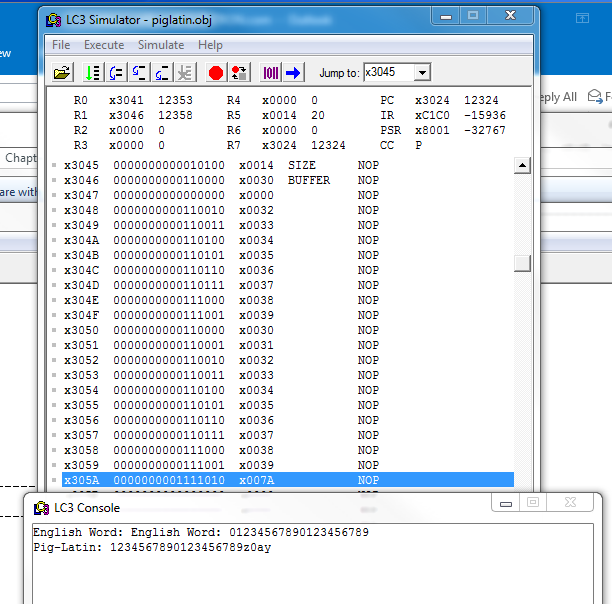 LC3 Simulator - piglatin.obj
File Execute Simulate Help
Jump to: x3045
R0 x3041 12353 R4 x0000 0 PC x3024 12324
R1 x3046 12358 R5 x0014 20 IR xC1C0 -15936
R2 x0000 0 R6 x0000 0 PSR x8001 -32767
R3 x0000 0 R7 x3024 12324 CC P
x3045 0000000000010100 x0014 SIZE NOP
x3046 0000000000110000 x0030 BUFFER NOP
x3047 0000000000000000 x0000 NOP
x3048 0000000000110010 x0032 NOP
x3049 0000000000110011 x0033 NOP
x304A 0000000000110100 x0034 NOP
x304B 0000000000110101 x0035 NOP
x304C 0000000000110110 x0036 NOP
x304D 0000000000110111 x0037 NOP
x304E 0000000000111000 x0038 NOP
x304F 0000000000111001 x0039 NOP
x3050 0000000000110000 x0030 NOP
x3051 0000000000110001 x0031 NOP
x3052 0000000000110010 x0032 NOP
x3053 0000000000110011 x0033 NOP
x3054 0000000000110100 x0034 NOP
x3055 0000000000110101 x0035 NOP
x3056 0000000000110110 x0036 NOP
x3057 0000000000110111 x0037 NOP
x3058 0000000000111000 x0038 NOP
x3059 0000000000111001 x0039 NOP
x305A 0000000001111010 x007A NOP
LC3 Console
English Word: English Word: 01234567890123456789
Pig-Latin: 1234567890123456789z0ay
ew
Chapt
are with
eply All